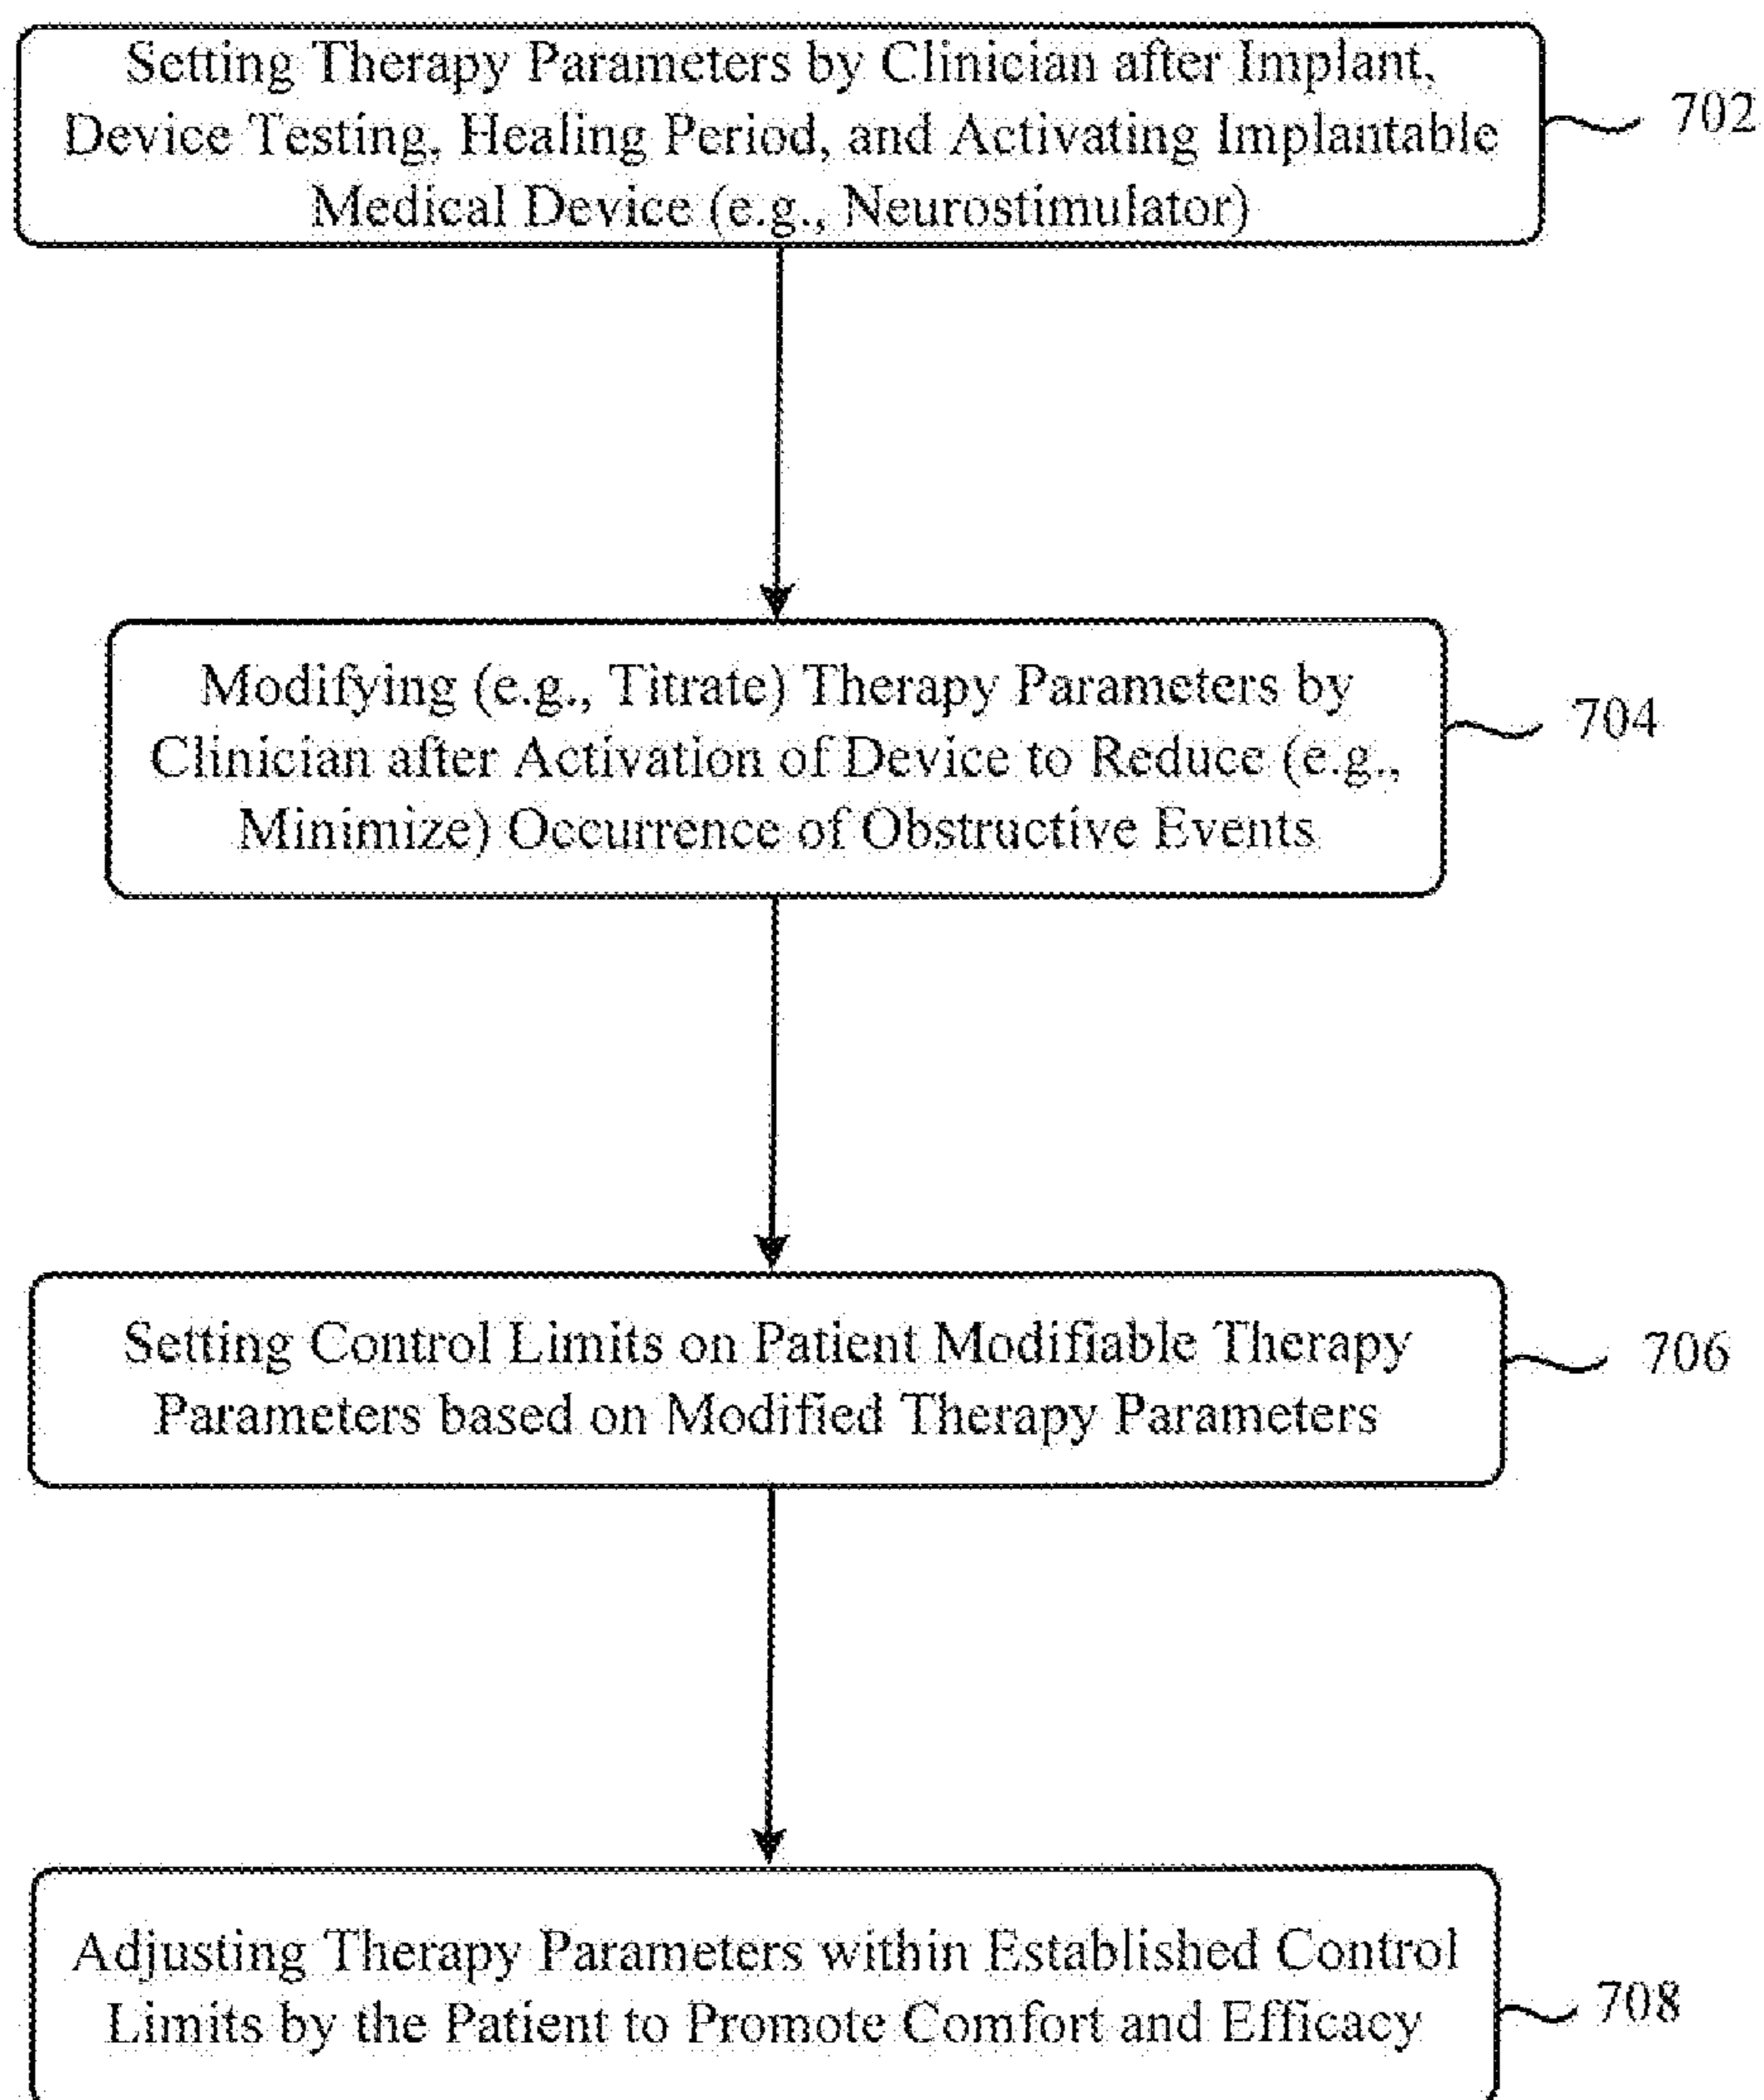 Setting Therapy Parameters by Clinician after Implant,
Device Testing, Healing Period, and Activating Implantable
Medical Device (e.g., Neurostimulator)
702
Modifying (e.g., Titrate) Therapy Parameters by
Clinician after Activation of Device to Reduce (e.g.,
Minimize) Occurrence of Obstructive Events
704
Setting Control Limits on Patient Modifiable Therapy
Parameters based on Modified Therapy Parameters
706
Adjusting Therapy Parameters within Established Control
Limits by the Patient to Promote Comfort and Efficacy
708